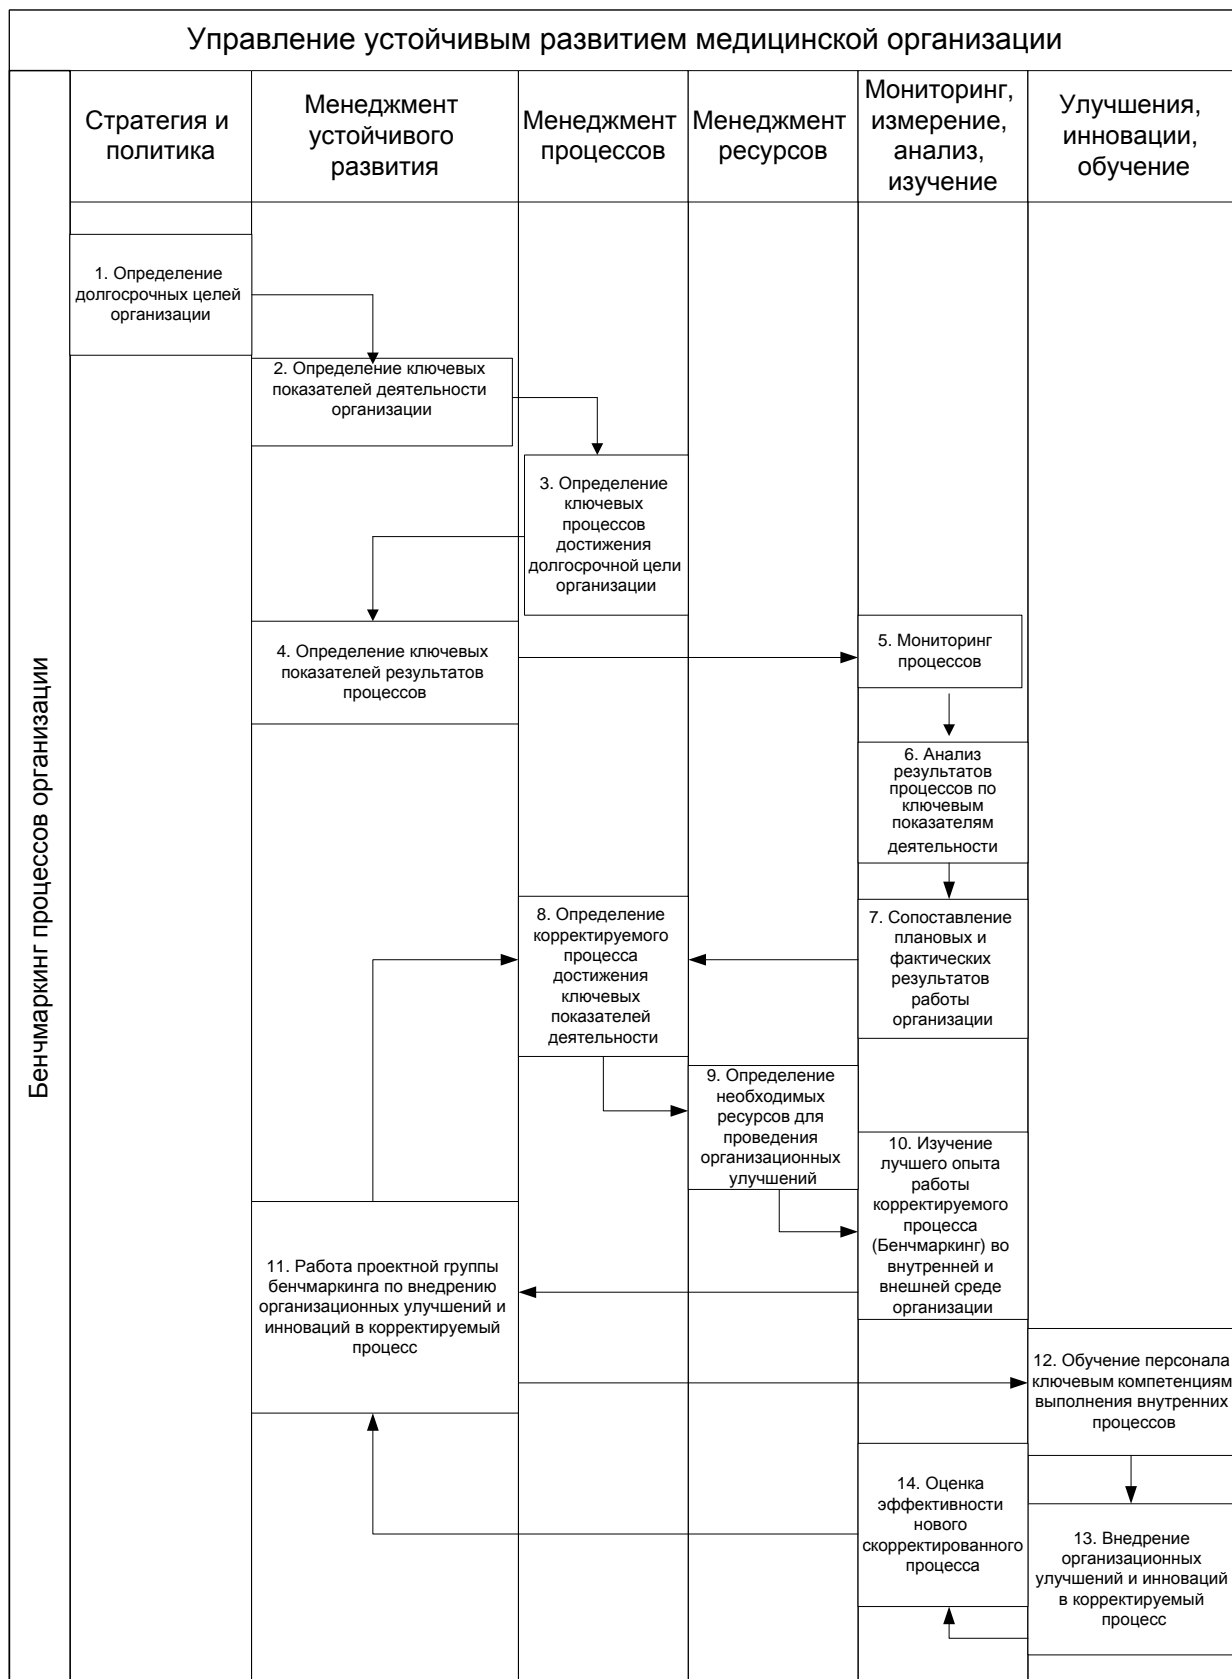 Управление устойчивым развитием медицинской организации
Бенчмаркинг процессов организации
Стратегия и
политика
Менеджмент
устойчивого
развития
Менеджмент
процессов
Менеджмент
ресурсов
Мониторинг,
измерение,
анализ,
изучение
Улучшения,
инновации,
обучение
1. Определение
долгосрочных целей
организации
2. Определение ключевых
показателей деятельности
организации
3. Определение
ключевых
процессов
достижения
долгосрочной цели
организации
4. Определение ключевых
показателей результатов
процессов
5. Мониторинг
процессов
6. Анализ
результатов
процессов по
ключевым
показателям
деятельности
7. Сопоставление
плановых и
фактических
результатов
работы
организации
8. Определение
корректируемого
процесса
достижения
ключевых
показателей
деятельности
9. Определение
необходимых
ресурсов для
проведения
организационных
улучшений
10. Изучение
лучшего опыта
работы
корректируемого
процесса
(Бенчмаркинг) во
внутренней и
внешней среде
организации
11. Работа проектной группы
бенчмаркинга по внедрению
организационных улучшений и
инноваций в корректируемый
процесс
12. Обучение персонала
ключевым компетенциям
выполнения внутренних
процессов
13. Внедрение
организационных
улучшений и инноваций
в корректируемый
процесс
14. Оценка
эффективности
нового
скорректированного
процесса